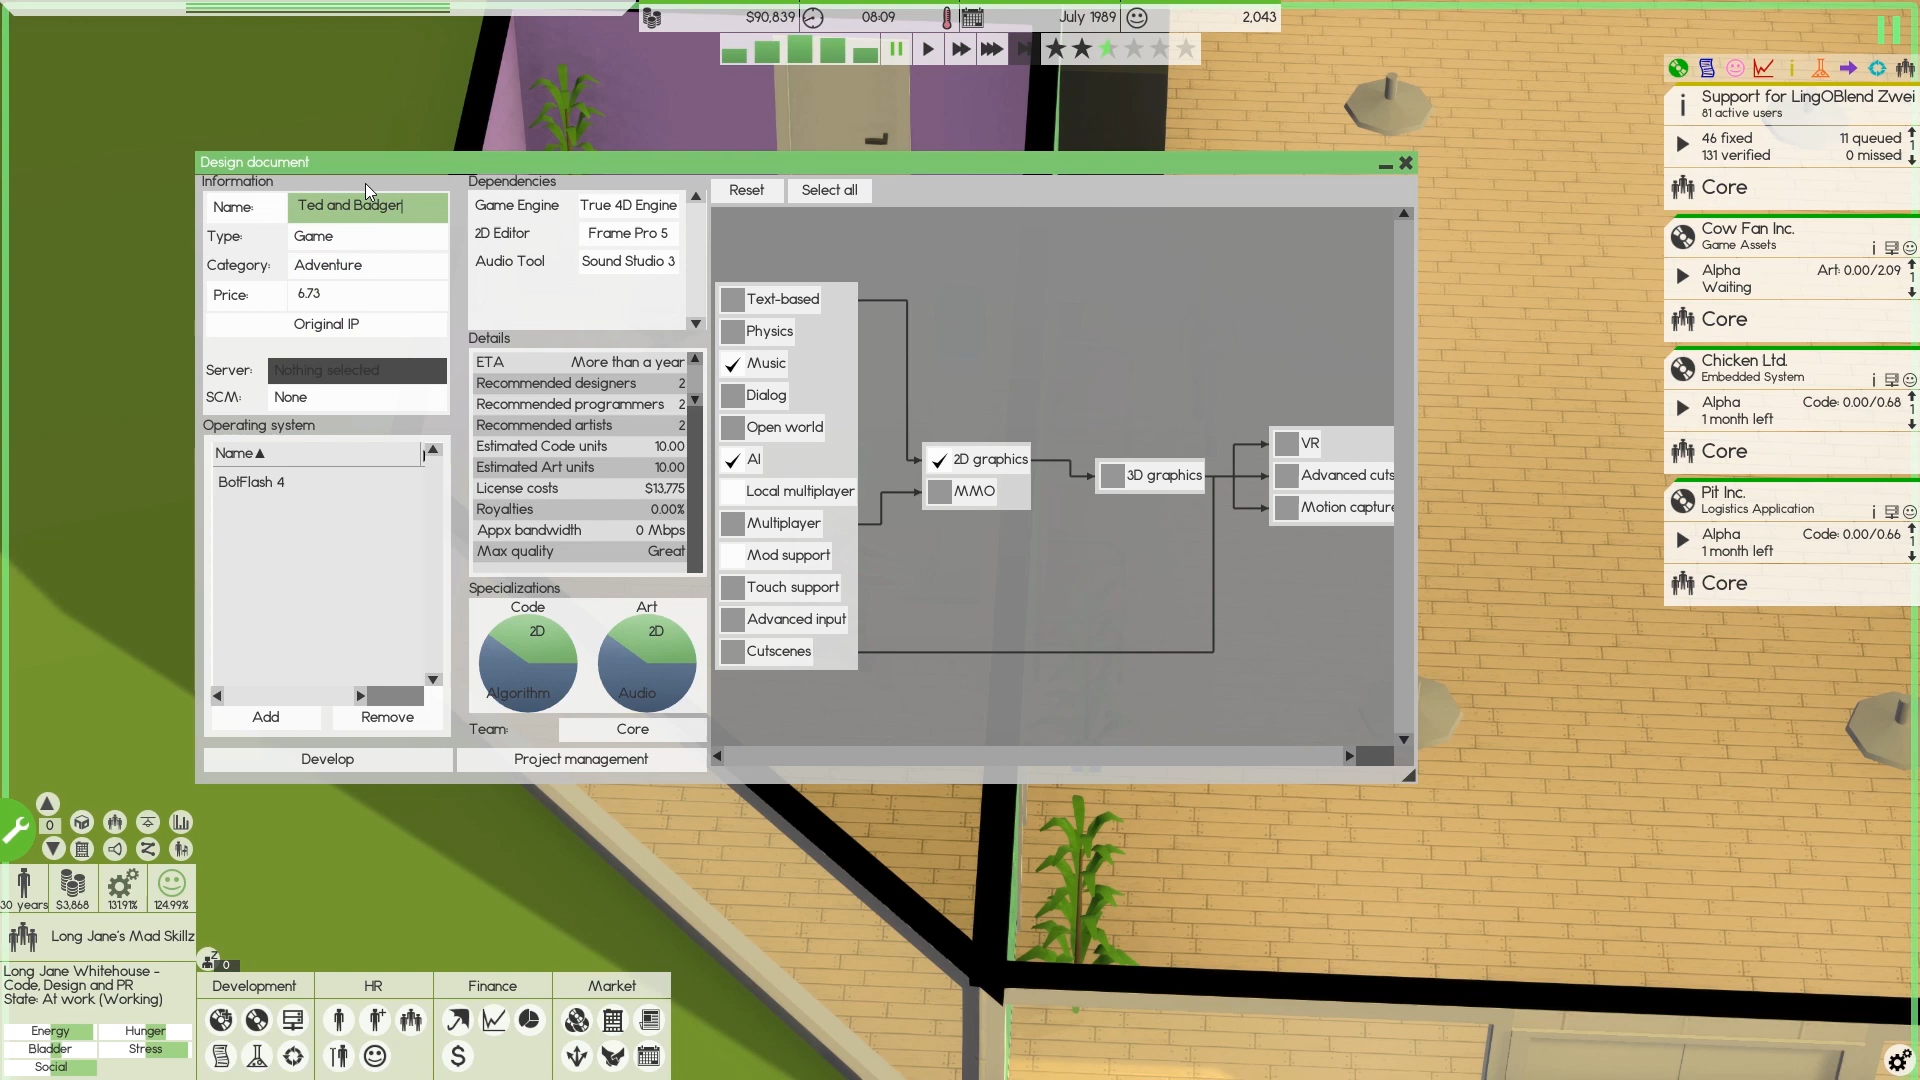 $90,839
08:09
July 1989
2,043
Design document
Information
Name: Ted and Badger
Type: Game
Category: Adventure
Price: 6.73
Original IP
Server: Nothing selected
SCM: None
Operating system
Name
BotFlash 4
Add Remove
Develop
Dependencies
Game Engine True 4D Engine
2D Editor Frame Pro 5
Audio Tool Sound Studio 3
Details
ETA More than a year
Recommended designers 2
Recommended programmers 2
Recommended artists 2
Estimated Code units 10.00
Estimated Art units 10.00
License costs $13,775
Royalties 0.00%
Appx bandwidth 0 Mbps
Max quality Great
Specializations
Code Art
2D 2D
Algorithm Audio
Team: Core
Project management
Reset Select all
Text-based
Physics
Music
Dialog
Open world
AI
Local multiplayer
Multiplayer
Mod support
Touch support
Advanced input
Cutscenes
2D graphics
MMO
3D graphics
VR
Advanced cuts
Motion capture
Support for LingOBlend Zwei
81 active users
46 fixed 11 queued
131 verified 0 missed
1
Core
Cow Fan Inc.
Game Assets
Alpha Art: 0.00/2.09
Waiting
1
Core
Chicken Ltd.
Embedded System
Alpha Code: 0.00/0.68
1 month left
1
Core
Pit Inc.
Logistics Application
Alpha Code: 0.00/0.66
1 month left
1
Core
0
30 years $3,868 131.91% 124.99%
Long Jane's Mad Skillz
Long Jane Whitehouse -
Code, Design and PR
State: At work (Working)
Energy Hunger
Bladder Stress
Social
Z
0
Development HR Finance Market